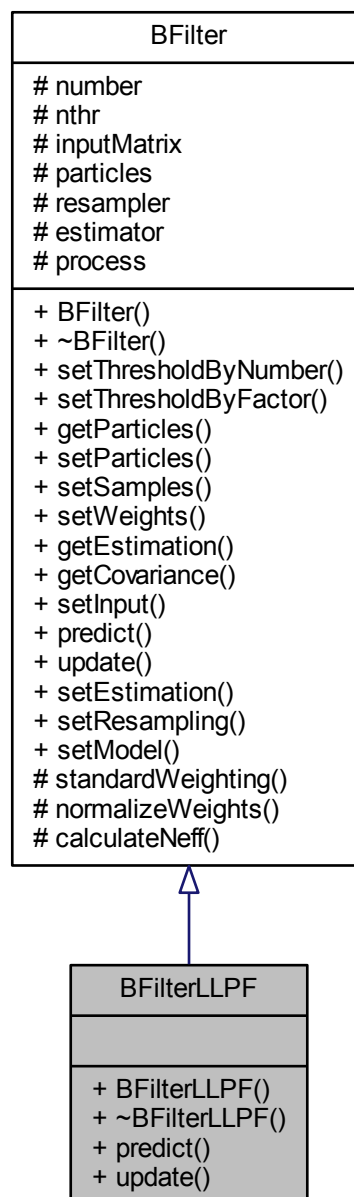 BFilter
# number
# nthr
# inputMatrix
# particles
# resampler
# estimator
# process
+ BFilter()
+ ~BFilter()
+ setThresholdByNumber()
+ setThresholdByFactor()
+ getParticles()
+ setParticles()
+ setSamples()
+ setWeights()
+ getEstimation()
+ getCovariance()
+ setInput()
+ predict()
+ update()
+ setEstimation()
+ setResampling()
+ setModel()
# standardWeighting()
# normalizeWeights()
# calculateNeff()
BFilterLLPF
+ BFilterLLPF()
+ ~BFilterLLPF()
+ predict()
+ update()